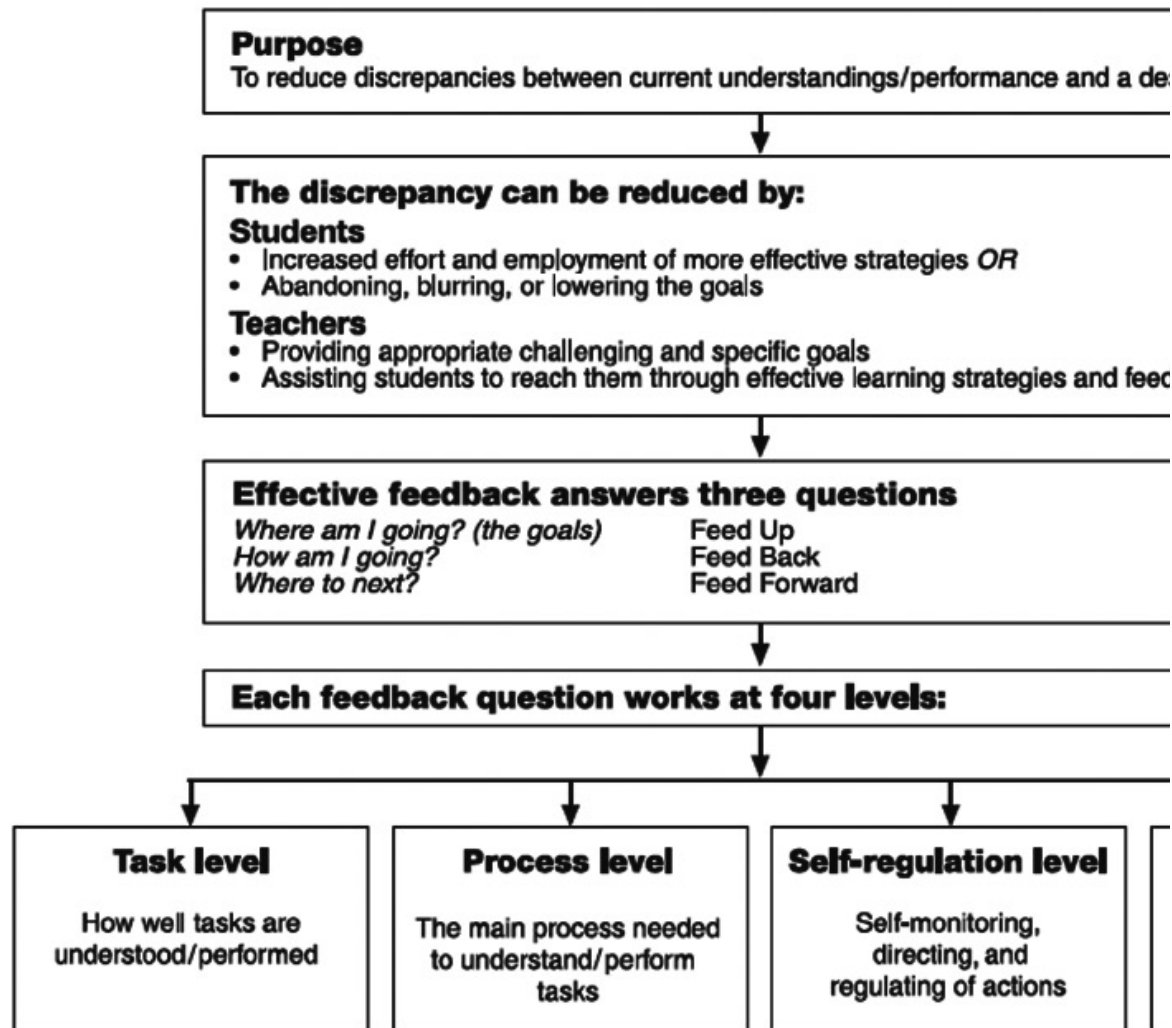 Purpose
To reduce discrepancies between current understandings/performance and a
The discrepancy can be reduced by:
Students
• Increased effort and employment of more effective strategies OR
• Abandoning, blurring, or lowering the goals
Teachers
• Providing appropriate challenging and specific goals
• Assisting students to reach them through effective learning strategies and
Effective feedback answers three questions
Where am I going? (the goals) Feed Up
How am I going? Feed Back
Where to next? Feed Forward
Each feedback question works at four levels:
Task level
How well tasks are
understood/performed
Process level
The main process needed
to understand/perform
tasks
Self-regulation level
Self-monitoring,
directing, and
regulating of actions